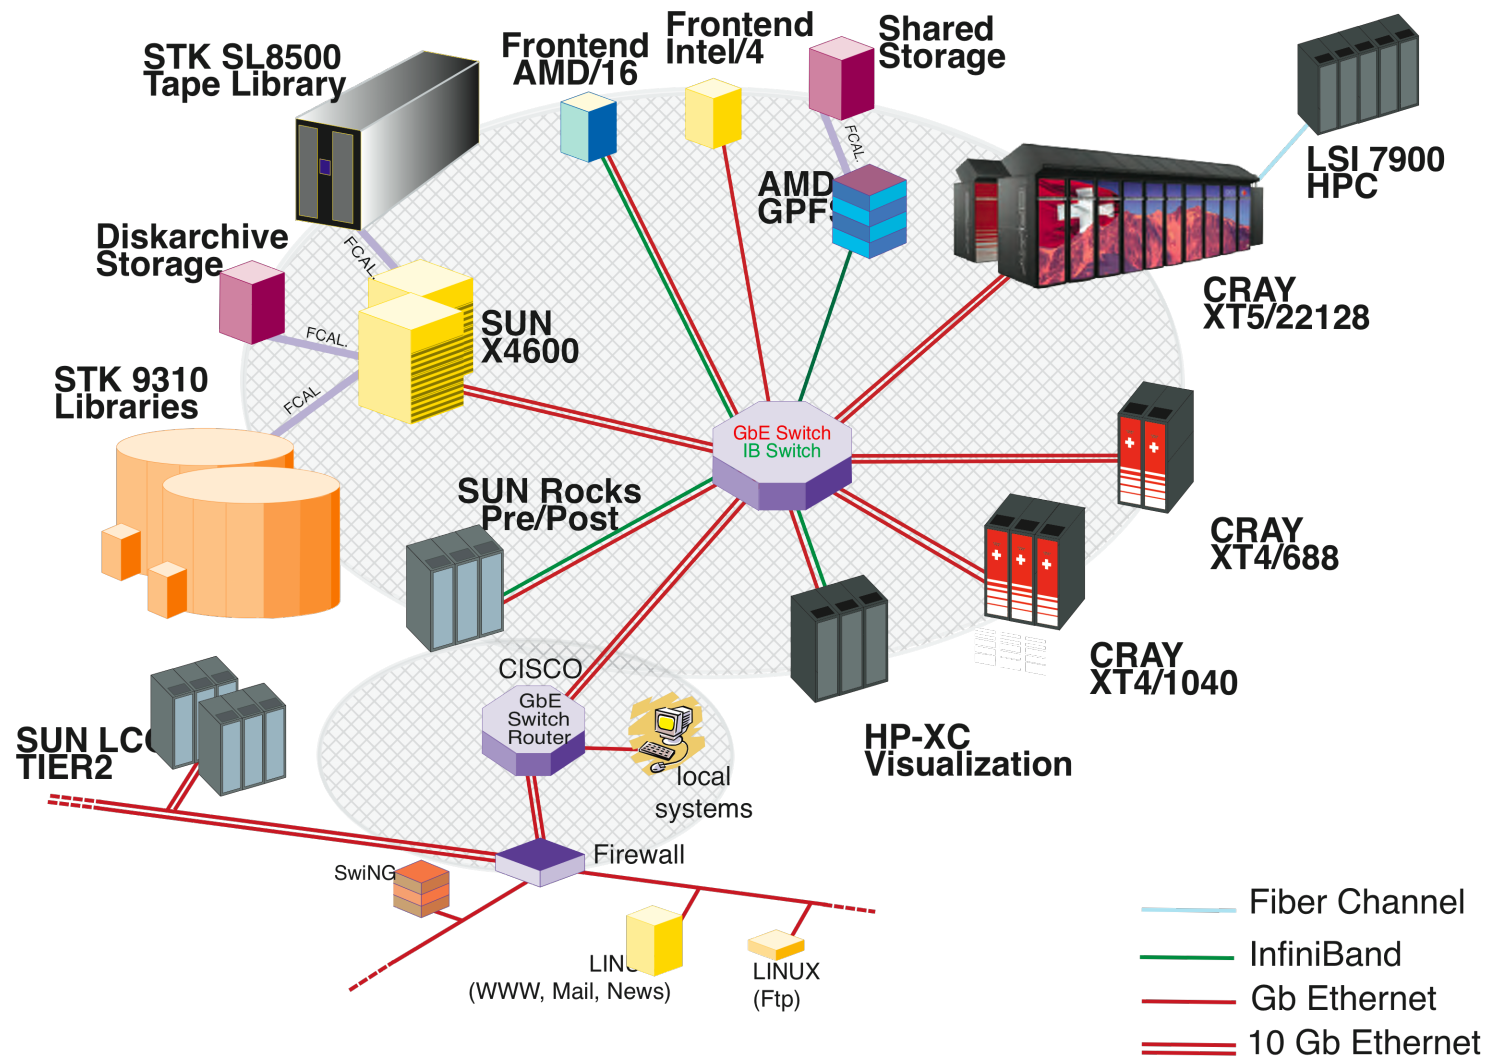 STK SL8500
Tape Library
Frontend
AMD/16
Frontend
Intel/4
Shared
Storage
FCAL.
LSI 7900
HPC
AMD
GPFS
Diskarchive
Storage
FCAL.
FCAL.
SUN
X4600
CRAY
XT5/22128
STK 9310
Libraries
FCAL
GbE Switch
IB Switch
SUN Rocks
Pre/Post
CRAY
XT4/688
CRAY
XT4/1040
CISCO
GbE
Switch
Router
HP-XC
Visualization
SUN LCG
TIER2
local
systems
Firewall
SwiNG
LINUX
(WWW, Mail, News)
LINUX
(Ftp)
Fiber Channel
InfiniBand
Gb Ethernet
10 Gb Ethernet